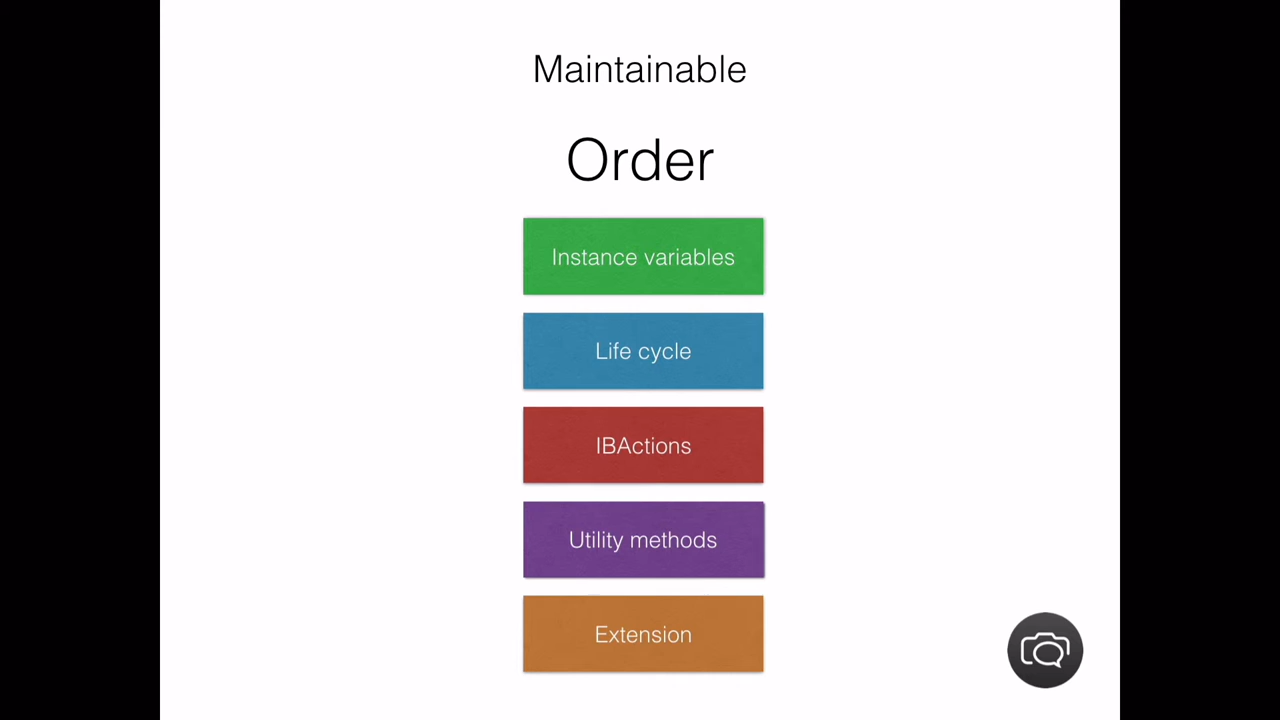 Maintainable
Order
Instance variables
Life cycle
IBActions
Utility methods
Extension